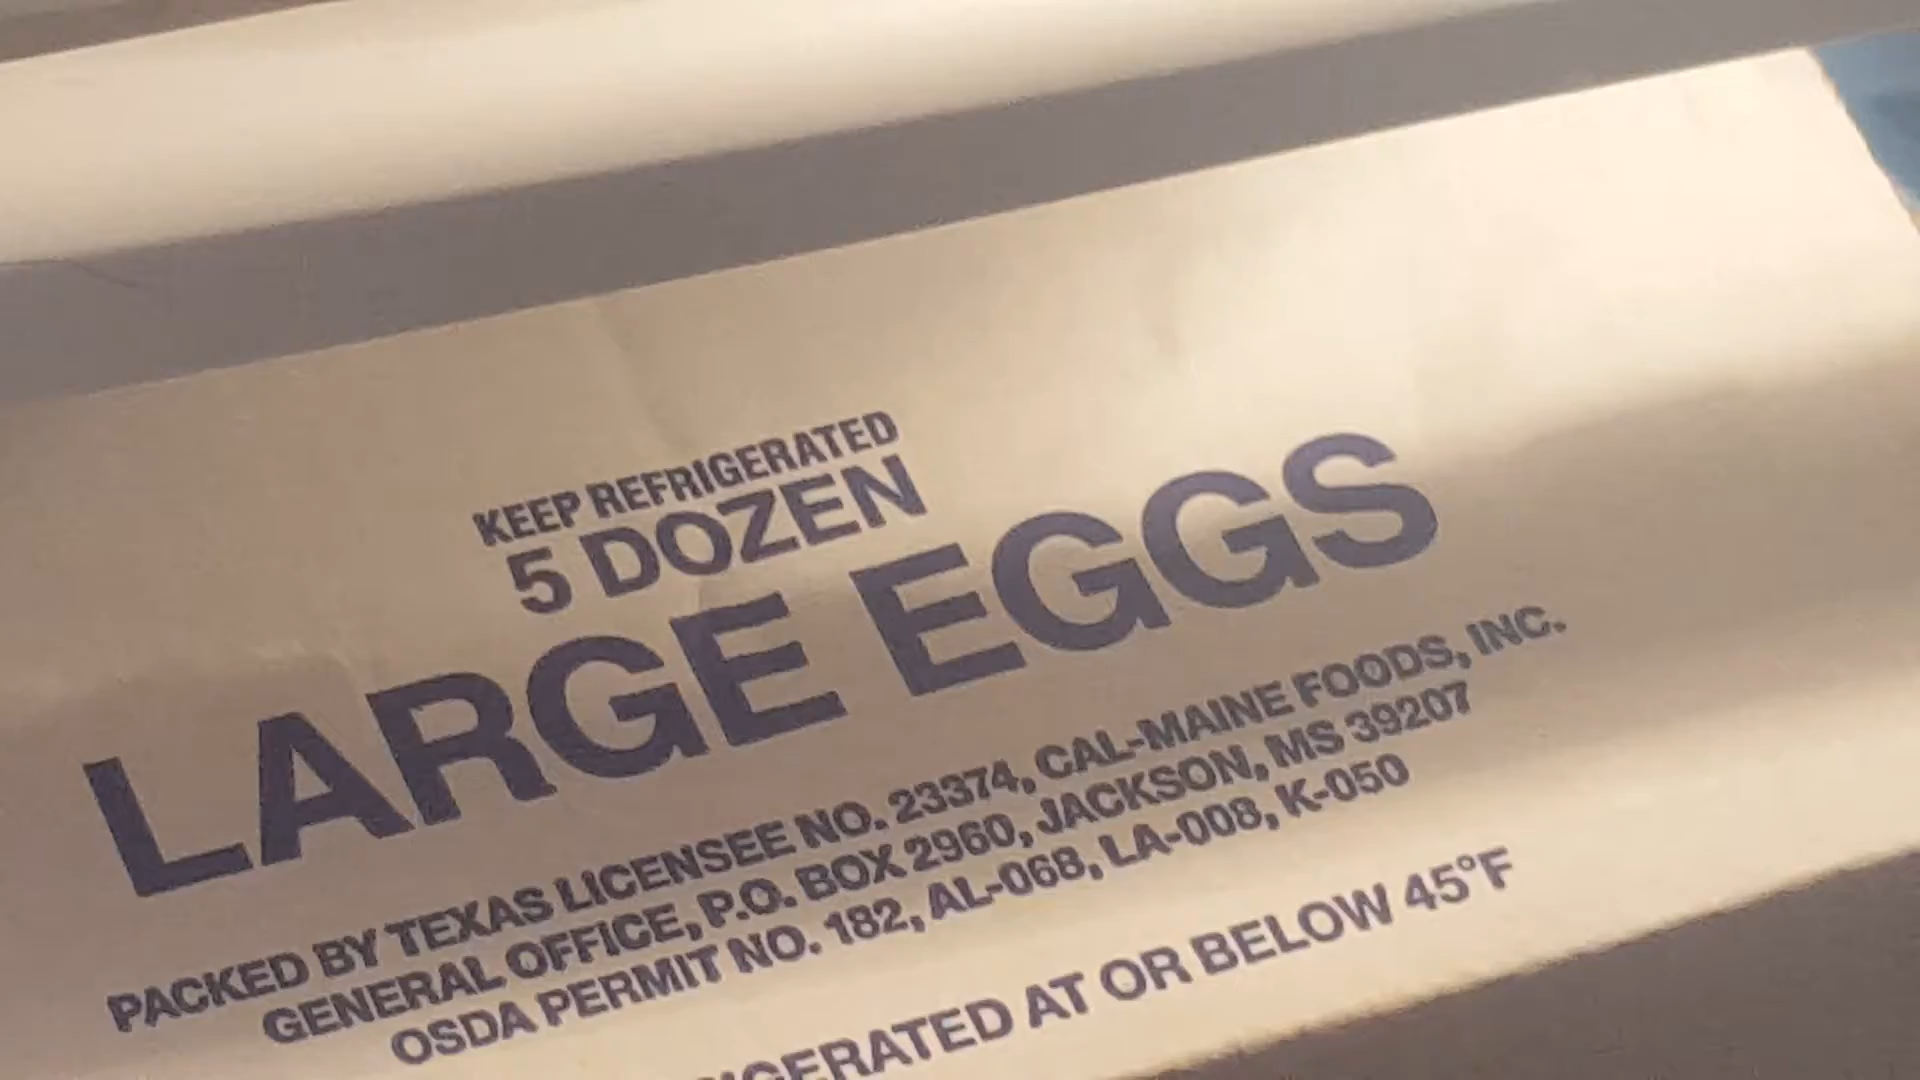 KEEP REFRIGERATED
5 DOZEN
LARGE EGGS
PACKED BY TEXAS LICENSEE NO. 23374, CAL-MAINE FOODS, INC.
GENERAL OFFICE, P.O. BOX 2960, JACKSON, MS 39207
OSDA PERMIT NO. 182, AL-068, LA-008, K-050
AT OR BELOW 45°F